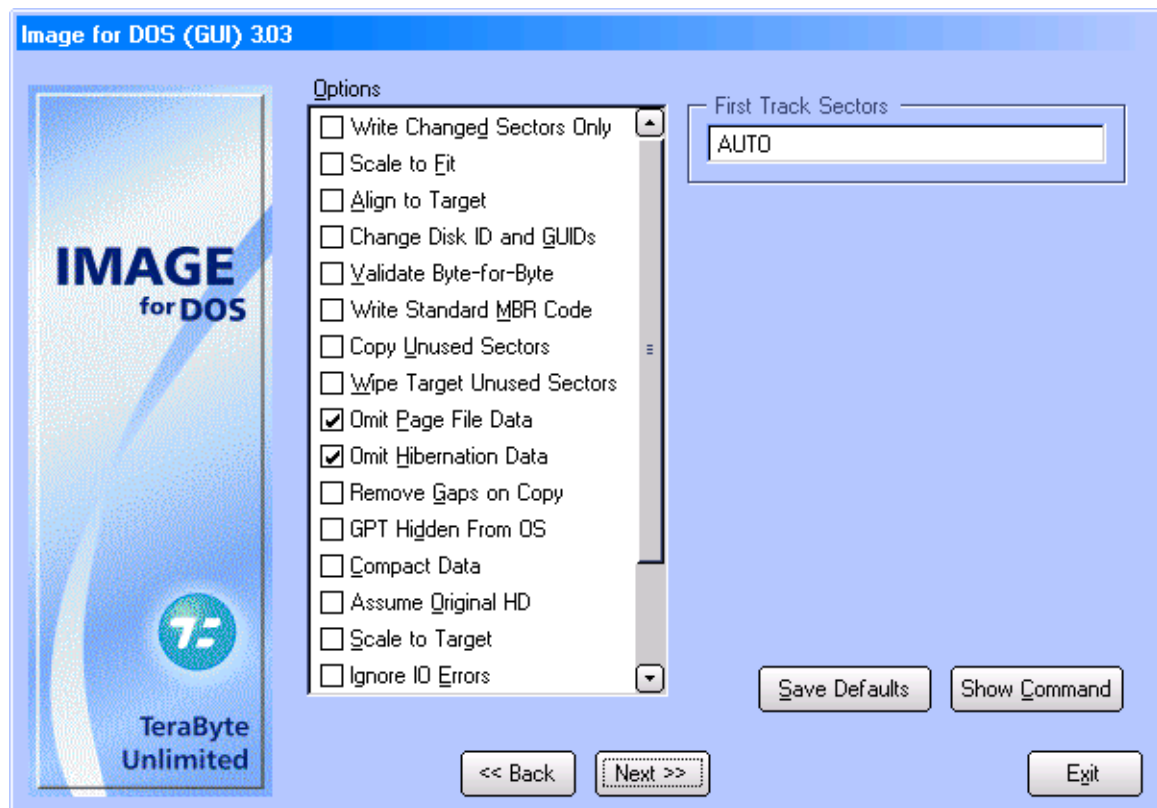 Image for DOS (GUI) 3.03
IMAGE
for DOS
TeraByte
Unlimited
Options
Write Changed Sectors Only
Scale to Fit
Align to Target
Change Disk ID and GUIDs
Validate Byte-for-Byte
Write Standard MBR Code
Copy Unused Sectors
Wipe Target Unused Sectors
Omit Page File Data
Omit Hibernation Data
Remove Gaps on Copy
GPT Hidden From OS
Compact Data
Assume Original HD
Scale to Target
Ignore IO Errors
First Track Sectors
AUTO
Save Defaults
Show Command
<< Back
Next >>
Exit